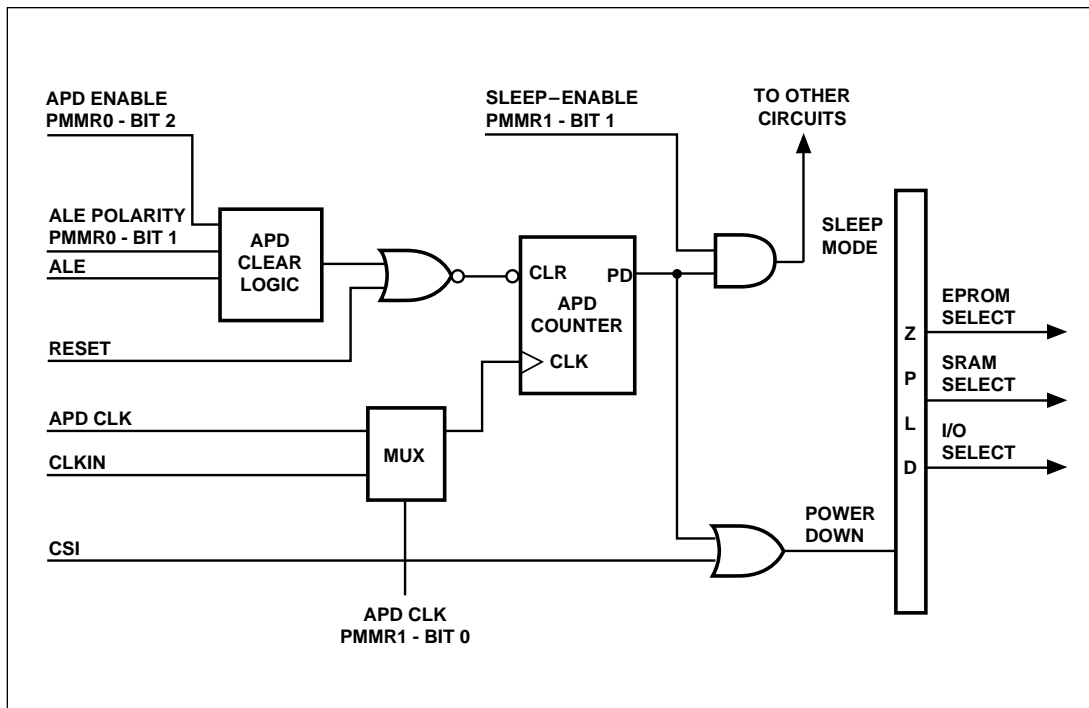 APD ENABLE
PMMR0 - BIT 2
SLEEP–ENABLE
PMMR1 - BIT 1
TO OTHER
CIRCUITS
ALE POLARITY
PMMR0 - BIT 1
ALE
APD
CLEAR
LOGIC
CLR
PD
APD
COUNTER
CLK
SLEEP
MODE
RESET
APD CLK
CLKIN
MUX
Z
P
L
D
EPROM
SELECT
SRAM
SELECT
I/O
SELECT
CSI
POWER
DOWN
APD CLK
PMMR1 - BIT 0